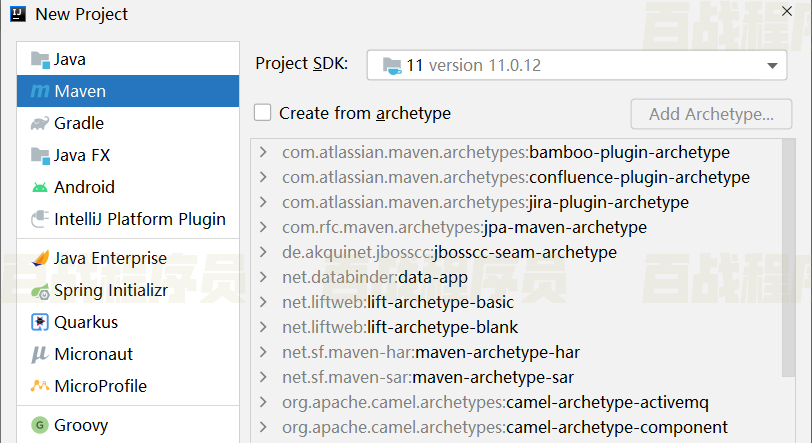 New Project
Java
Maven
Gradle
Java FX
Android
IntelliJ Platform Plugin
Java Enterprise
Spring Initializr
Quarkus
Micronaut
MicroProfile
Groovy
Project SDK: 11 version 11.0.12
Create from archetype
Add Archetype...
com.atlassian.maven.archetypes:bamboo-plugin-archetype
com.atlassian.maven.archetypes:confluence-plugin-archetype
com.atlassian.maven.archetypes:jira-plugin-archetype
com.rfc.maven.archetypes:jpa-maven-archetype
de.akquinet.jbosscc:jbosscc-seam-archetype
net.databinder:data-app
net.liftweb:lift-archetype-basic
net.liftweb:lift-archetype-blank
net.sf.maven-har:maven-archetype-har
net.sf.maven-sar:maven-archetype-sar
org.apache.camel.archetypes:camel-archetype-activemq
org.apache.camel.archetypes:camel-archetype-component
百战程序员
百战程序员
百战程序员